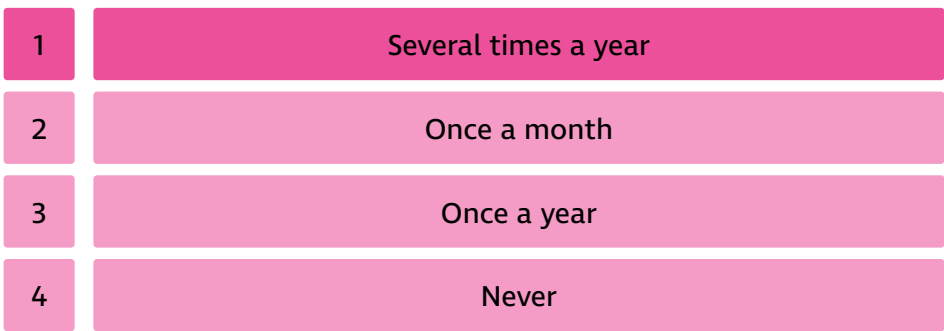 1 Several times a year
2 Once a month
3 Once a year
4 Never